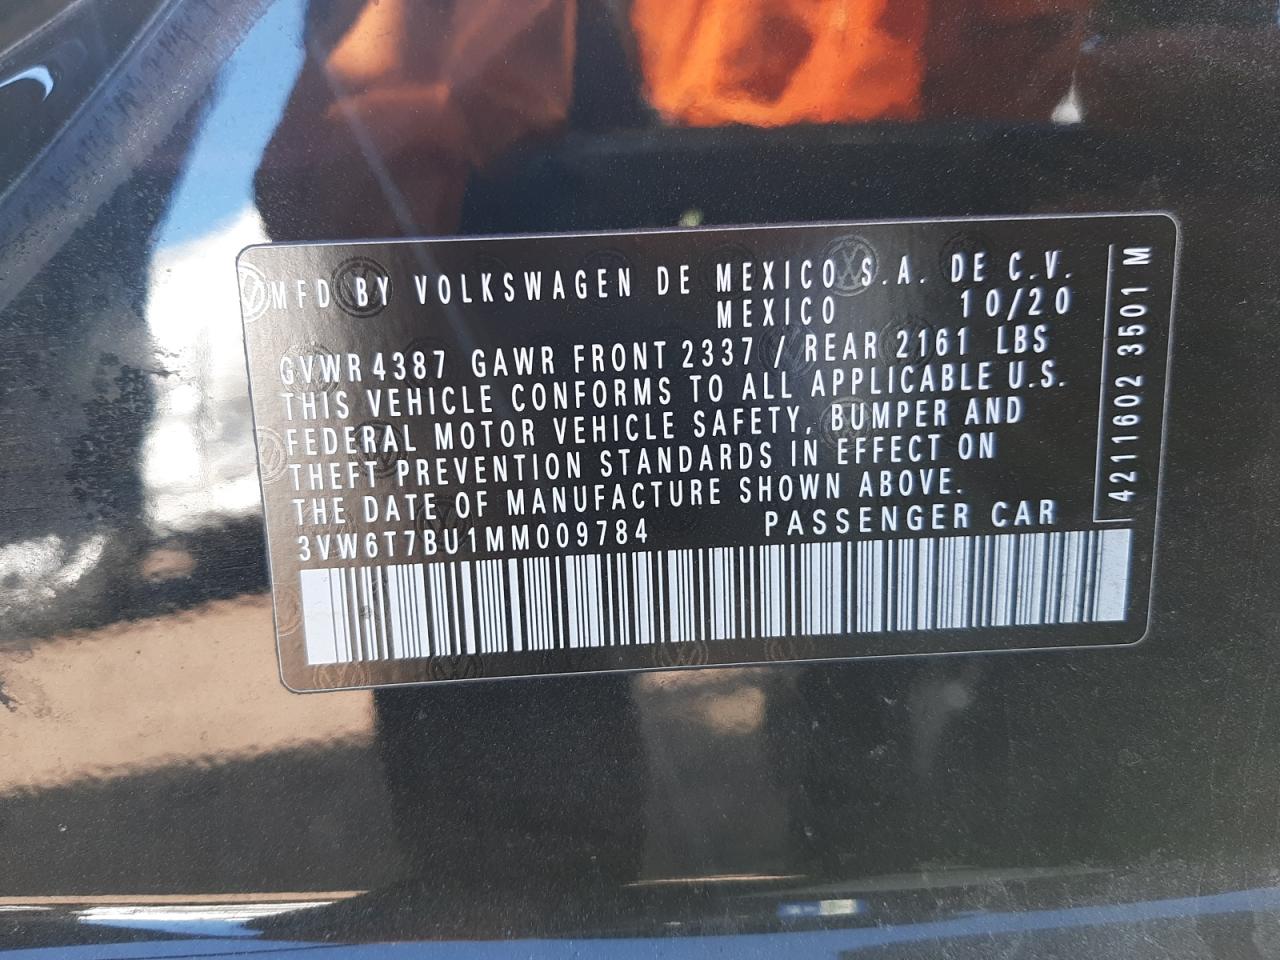 MFD BY VOLKSWAGEN DE MEXICO S.A. DE C.V.
MEXICO 10/20
GVWR 4387 GAWR FRONT 2337 / REAR 2161 LBS
THIS VEHICLE CONFORMS TO ALL APPLICABLE U.S.
FEDERAL MOTOR VEHICLE SAFETY, BUMPER AND
THEFT PREVENTION STANDARDS IN EFFECT ON
THE DATE OF MANUFACTURE SHOWN ABOVE.
3VW6T7BU1MM009784 PASSENGER CAR
4211602 3501 M